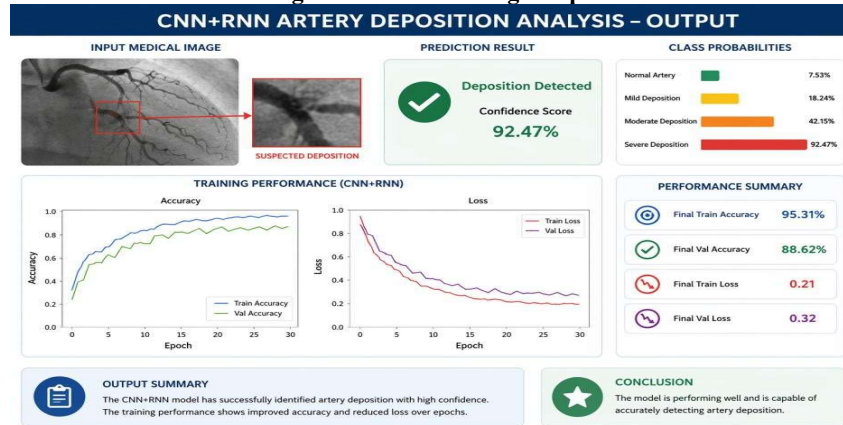 CNN+RNN ARTERY DEPOSITION ANALYSIS – OUTPUT
INPUT MEDICAL IMAGE
SUSPECTED DEPOSITION
PREDICTION RESULT
Deposition Detected
Confidence Score
92.47%
CLASS PROBABILITIES
Normal Artery 7.53%
Mild Deposition 18.24%
Moderate Deposition 42.15%
Severe Deposition 92.47%
TRAINING PERFORMANCE (CNN+RNN)
Accuracy
1.0
0.8
0.6
0.4
0.2
0.0
Accuracy
Train Accuracy
Val Accuracy
0 5 10 15 20 25 30
Epoch
Loss
1.0
0.8
0.6
0.4
0.2
0.0
Loss
Train Loss
Val Loss
0 5 10 15 20 25 30
Epoch
PERFORMANCE SUMMARY
Final Train Accuracy 95.31%
Final Val Accuracy 88.62%
Final Train Loss 0.21
Final Val Loss 0.32
OUTPUT SUMMARY
The CNN+RNN model has successfully identified artery deposition with high confidence.
The training performance shows improved accuracy and reduced loss over epochs.
CONCLUSION
The model is performing well and is capable of
accurately detecting artery deposition.